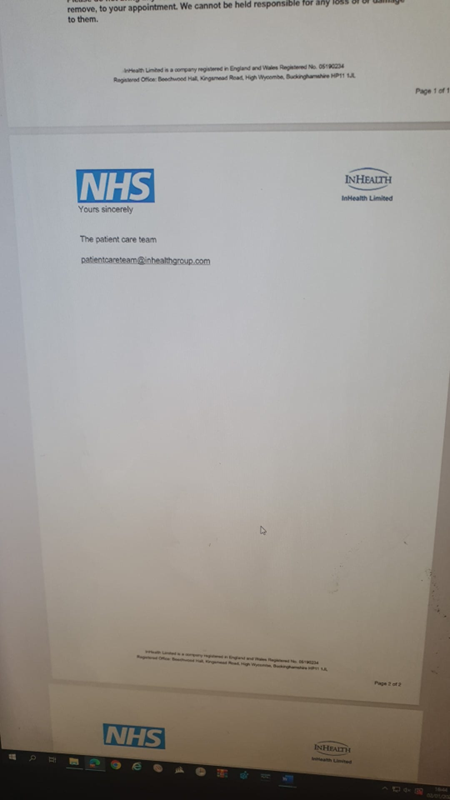 remove, to your appointment. We cannot be held responsible for any loss of or damage
to them.
InHealth Limited is a company registered in England and Wales Registered No. 05190234
Registered Office: Beechwood Hall, Kingsmead Road, High Wycombe, Buckinghamshire HP11 1JL
Page 1 of 1
NHS
INHEALTH
InHealth Limited
Yours sincerely
The patient care team
patientcareteam@inhealthgroup.com
InHealth Limited is a company registered in England and Wales Registered No. 05190234
Registered Office: Beechwood Hall, Kingsmead Road, High Wycombe, Buckinghamshire HP11 1JL
Page 2 of 2
NHS
INHEALTH
InHealth Limited